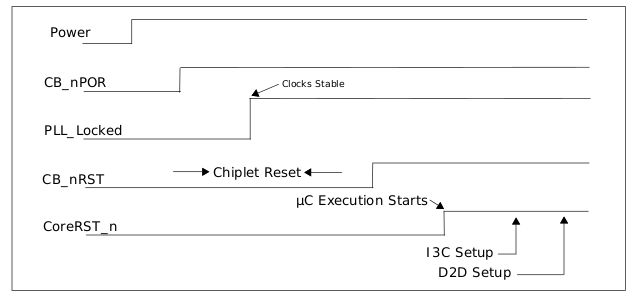 Power
CB_nPOR
Clocks Stable
PLL_Locked
Chiplet Reset
CB_nRST
µC Execution Starts
CoreRST_n
I3C Setup
D2D Setup